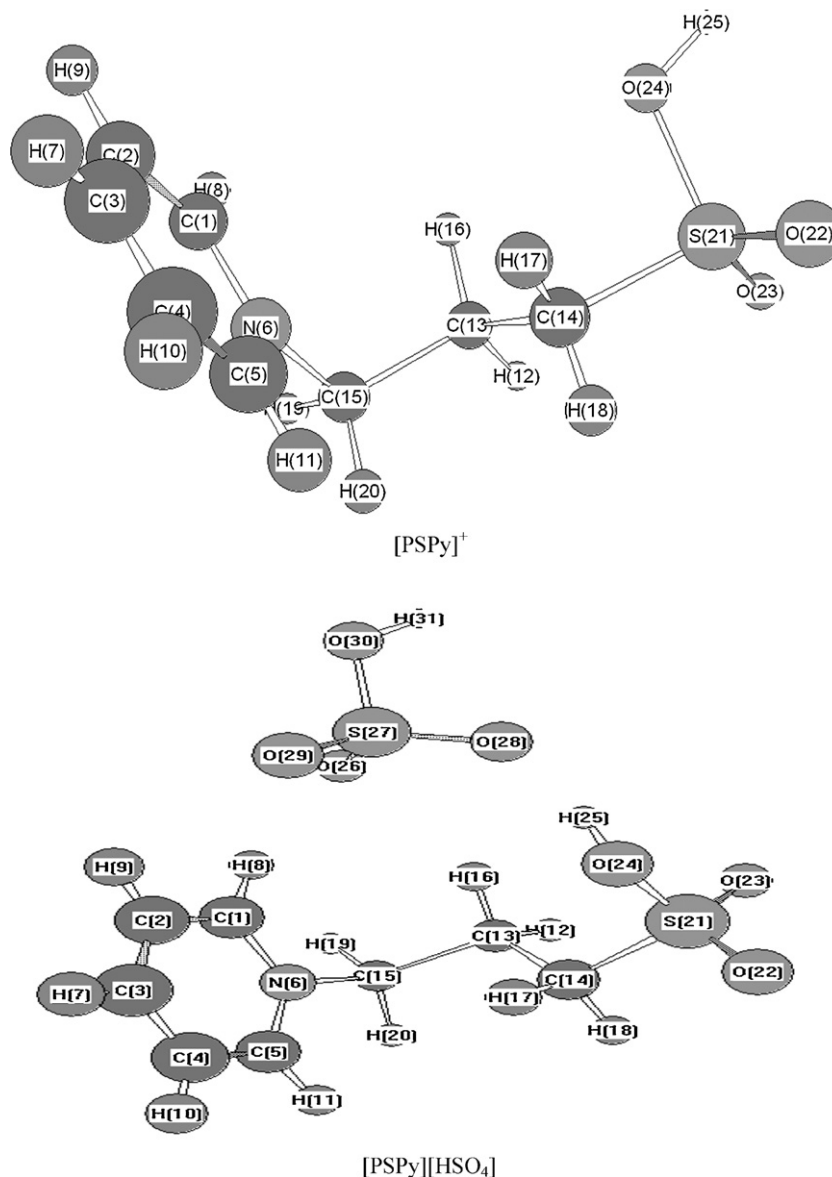 H(25)
O(24)
H(9)
H(7)
C(2)
H(8)
C(3)
C(1)
H(16)
S(21)
O(22)
H(17)
O(23)
C(4)
N(6)
C(13)
C(14)
H(10)
C(5)
H(12)
C(15)
H(19)
H(18)
H(11)
H(20)
[PSPy]+
H(31)
O(30)
S(27)
O(28)
O(29)
O(26)
H(25)
H(9)
H(8)
O(24)
H(16)
O(23)
C(2)
C(1)
S(21)
H(19)
C(13)
H(12)
O(22)
H(7)
C(3)
N(6)
C(15)
C(14)
H(17)
H(20)
H(18)
C(4)
C(5)
H(11)
H(10)
[PSPy][HSO4]